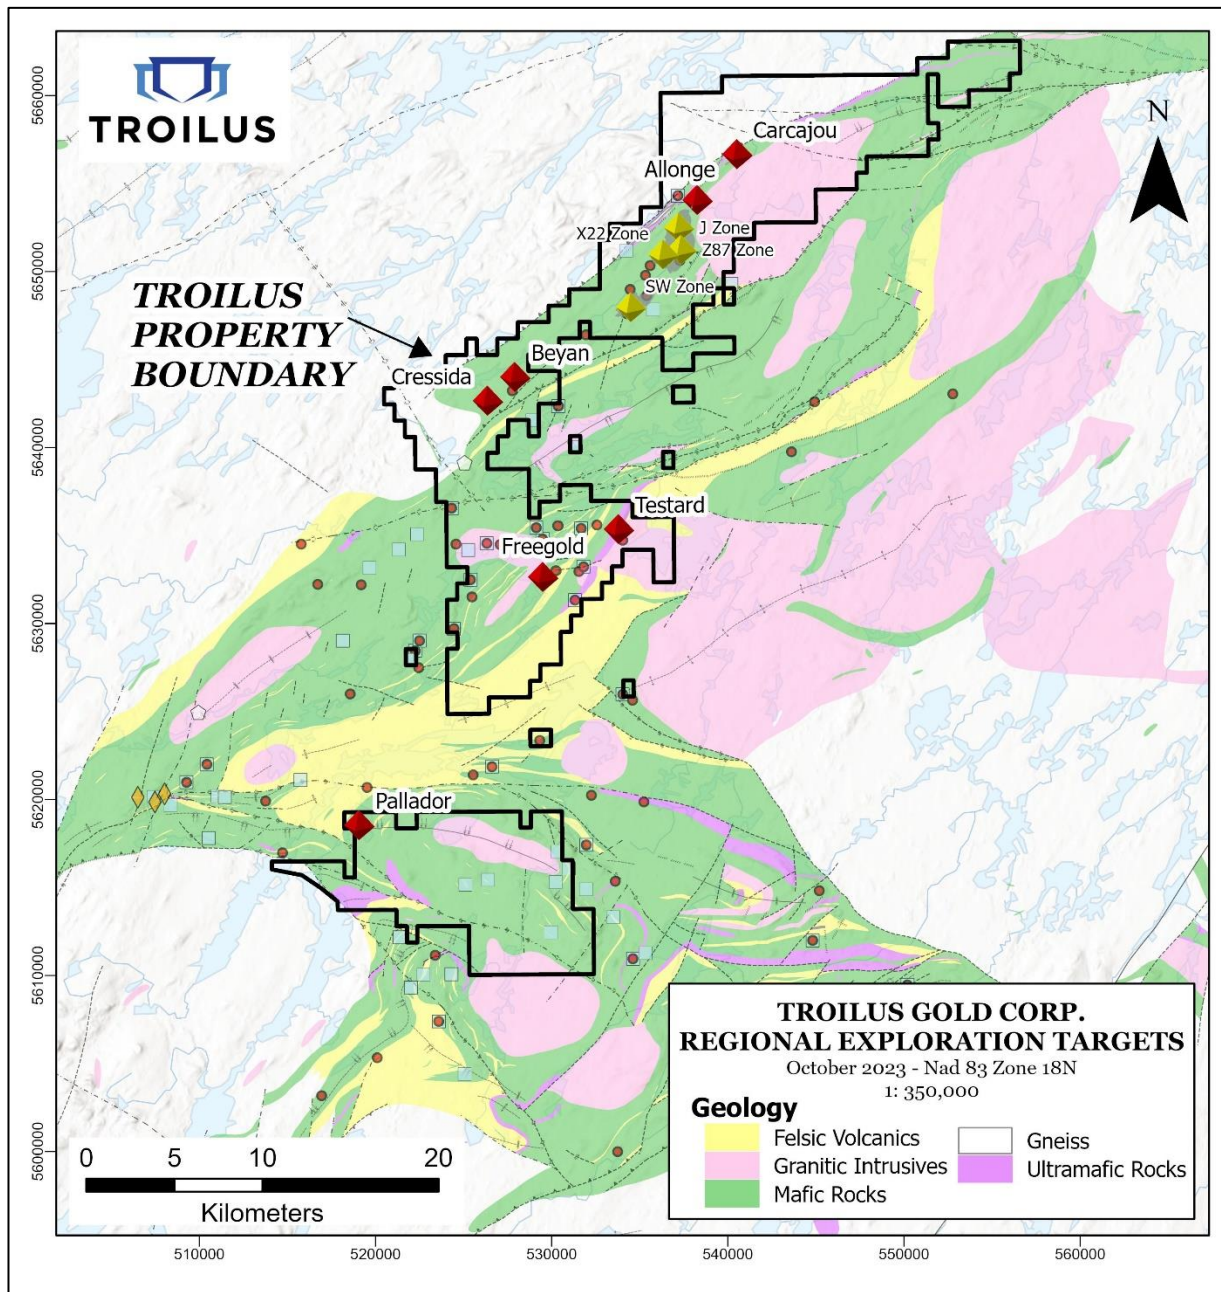 TROILUS
N
Carcajou
Allonge
X22 Zone
J Zone
Z87 Zone
SW Zone
TROILUS
PROPERTY
BOUNDARY
Beyan
Cressida
Testard
Freegold
Pallador
5660000
5650000
5640000
5630000
5620000
5610000
5600000
TROILUS GOLD CORP.
REGIONAL EXPLORATION TARGETS
October 2023 - Nad 83 Zone 18N
1: 350,000
Geology
Felsic Volcanics
Granitic Intrusives
Mafic Rocks
Gneiss
Ultramafic Rocks
0 5 10 20
Kilometers
510000 520000 530000 540000 550000 560000